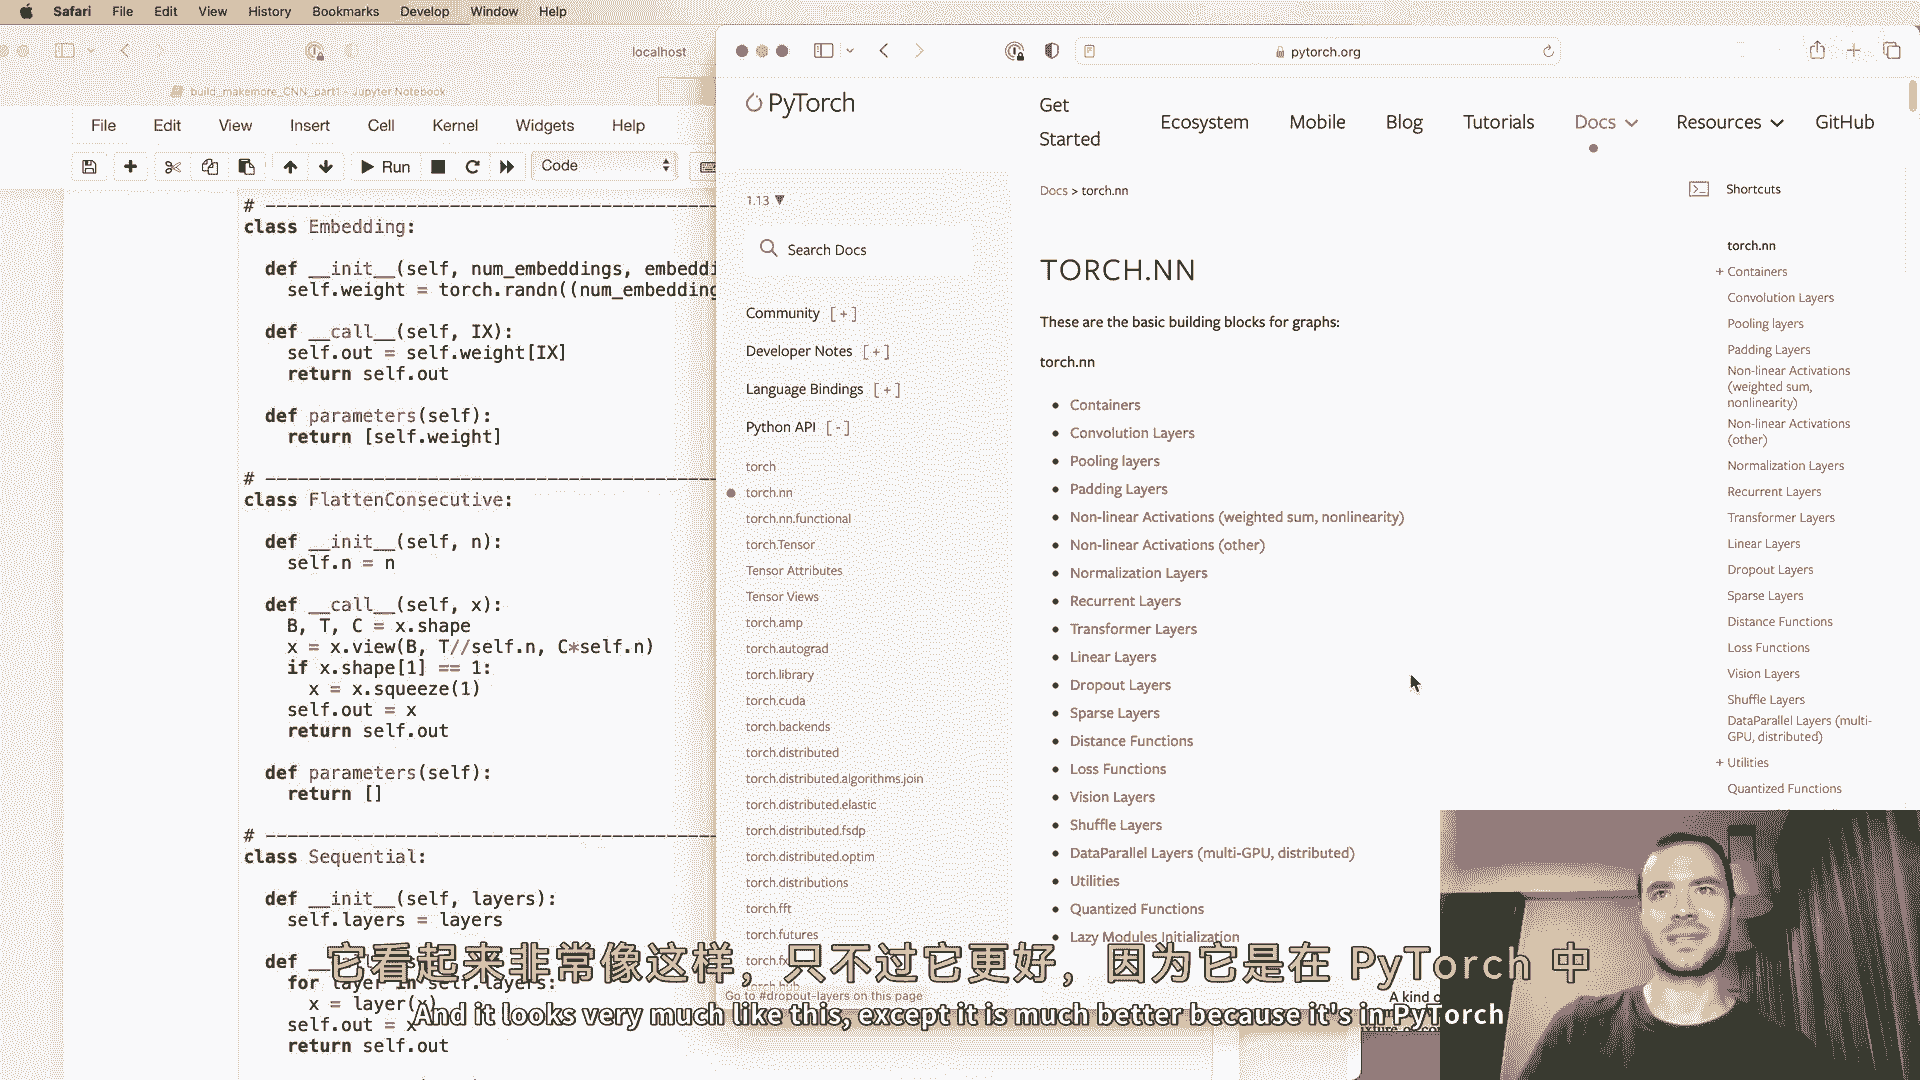 Safari File Edit View History Bookmarks Develop Window Help
localhost
build_makemore_CNN_part1 - Jupyter Notebook
File Edit View Insert Cell Kernel Widgets Help
Run Code
# ------------------------------------------
class Embedding:
def __init__(self, num_embeddings, embeddi
self.weight = torch.randn((num_embedding
def __call__(self, IX):
self.out = self.weight[IX]
return self.out
def parameters(self):
return [self.weight]
# ------------------------------------------
class FlattenConsecutive:
def __init__(self, n):
self.n = n
def __call__(self, x):
B, T, C = x.shape
x = x.view(B, T//self.n, C*self.n)
if x.shape[1] == 1:
x = x.squeeze(1)
self.out = x
return self.out
def parameters(self):
return []
# ------------------------------------------
class Sequential:
def __init__(self, layers):
self.layers = layers
def
for layer in self.layers:
x = layer(x)
self.out = x
return self.out
pytorch.org
PyTorch
Get
Started
Ecosystem Mobile Blog Tutorials Docs Resources GitHub
1.13 ▼
Search Docs
Community [ + ]
Developer Notes [ + ]
Language Bindings [ + ]
Python API [ - ]
torch
torch.nn
torch.nn.functional
torch.Tensor
Tensor Attributes
Tensor Views
torch.amp
torch.autograd
torch.library
torch.cuda
torch.backends
torch.distributed
torch.distributed.algorithms.join
torch.distributed.elastic
torch.distributed.fsdp
torch.distributed.optim
torch.distributions
torch.fft
torch.futures
torch.fx
torch.hub
Go to #dropout-layers on this page
Docs > torch.nn
TORCH.NN
These are the basic building blocks for graphs:
torch.nn
Containers
Convolution Layers
Pooling layers
Padding Layers
Non-linear Activations (weighted sum, nonlinearity)
Non-linear Activations (other)
Normalization Layers
Recurrent Layers
Transformer Layers
Linear Layers
Dropout Layers
Sparse Layers
Distance Functions
Loss Functions
Vision Layers
Shuffle Layers
DataParallel Layers (multi-GPU, distributed)
Utilities
Quantized Functions
Lazy Modules Initialization
A kind o
Shortcuts
torch.nn
+ Containers
Convolution Layers
Pooling layers
Padding Layers
Non-linear Activations
(weighted sum,
nonlinearity)
Non-linear Activations
(other)
Normalization Layers
Recurrent Layers
Transformer Layers
Linear Layers
Dropout Layers
Sparse Layers
Distance Functions
Loss Functions
Vision Layers
Shuffle Layers
DataParallel Layers (multi-
GPU, distributed)
+ Utilities
Quantized Functions
它看起来非常像这样，只不过它更好，因为它是在 PyTorch 中
And it looks very much like this, except it is much better because it's in PyTorch